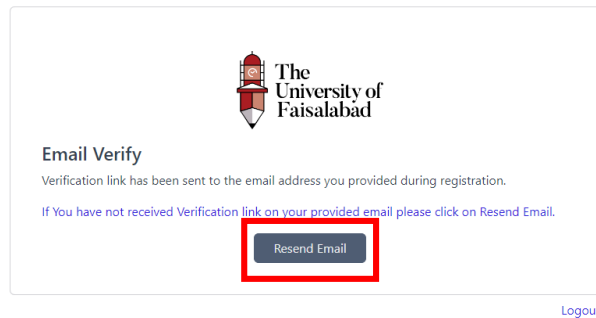 The
University of
Faisalabad
Email Verify
Verification link has been sent to the email address you provided during registration.
If You have not received Verification link on your provided email please click on Resend Email.
Resend Email
Logou